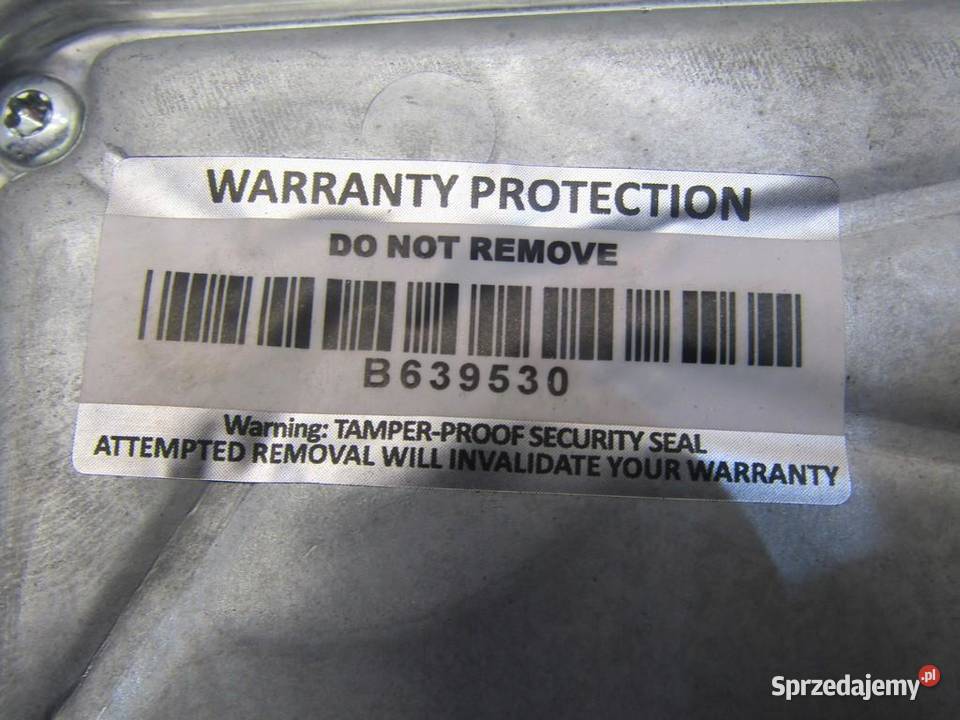 WARRANTY PROTECTION
DO NOT REMOVE
B639530
Warning: TAMPER-PROOF SECURITY SEAL
ATTEMPTED REMOVAL WILL INVALIDATE YOUR WARRANTY
Sprzedajemy.pl